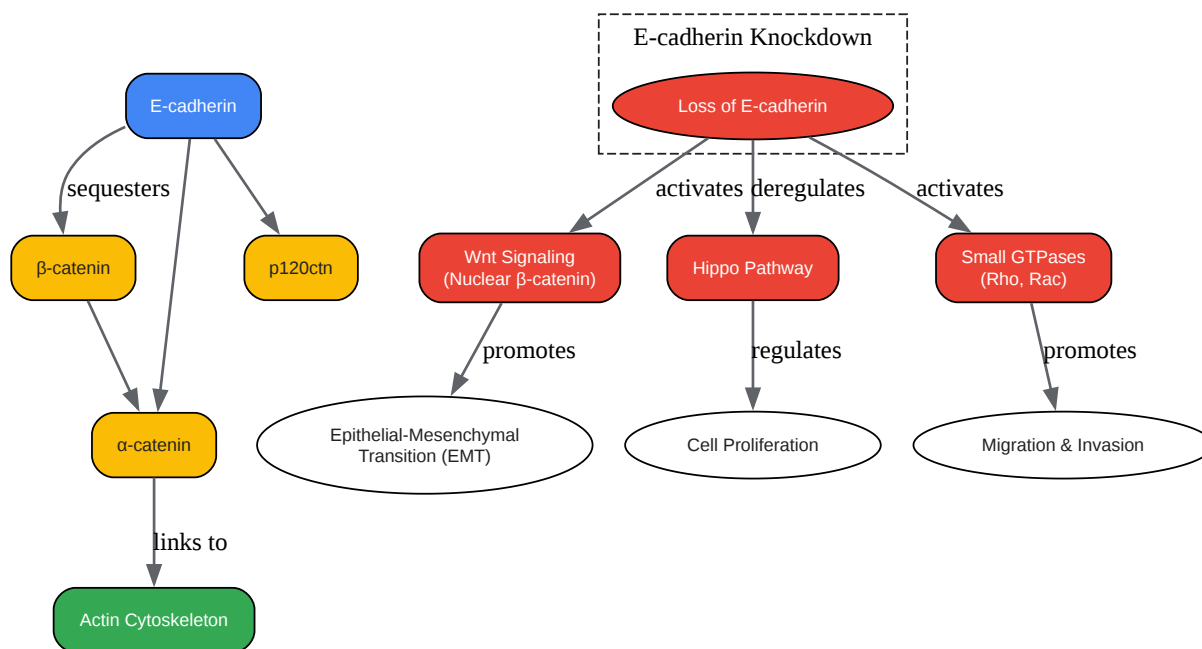 E-cadherin Knockdown
E-cadherin
Loss of E-cadherin
sequesters
activates
deregulates
activates
β-catenin
p120ctn
Wnt Signaling
(Nuclear β-catenin)
Hippo Pathway
Small GTPases
(Rho, Rac)
promotes
regulates
promotes
α-catenin
Epithelial-Mesenchymal
Transition (EMT)
Cell Proliferation
Migration & Invasion
links to
Actin Cytoskeleton